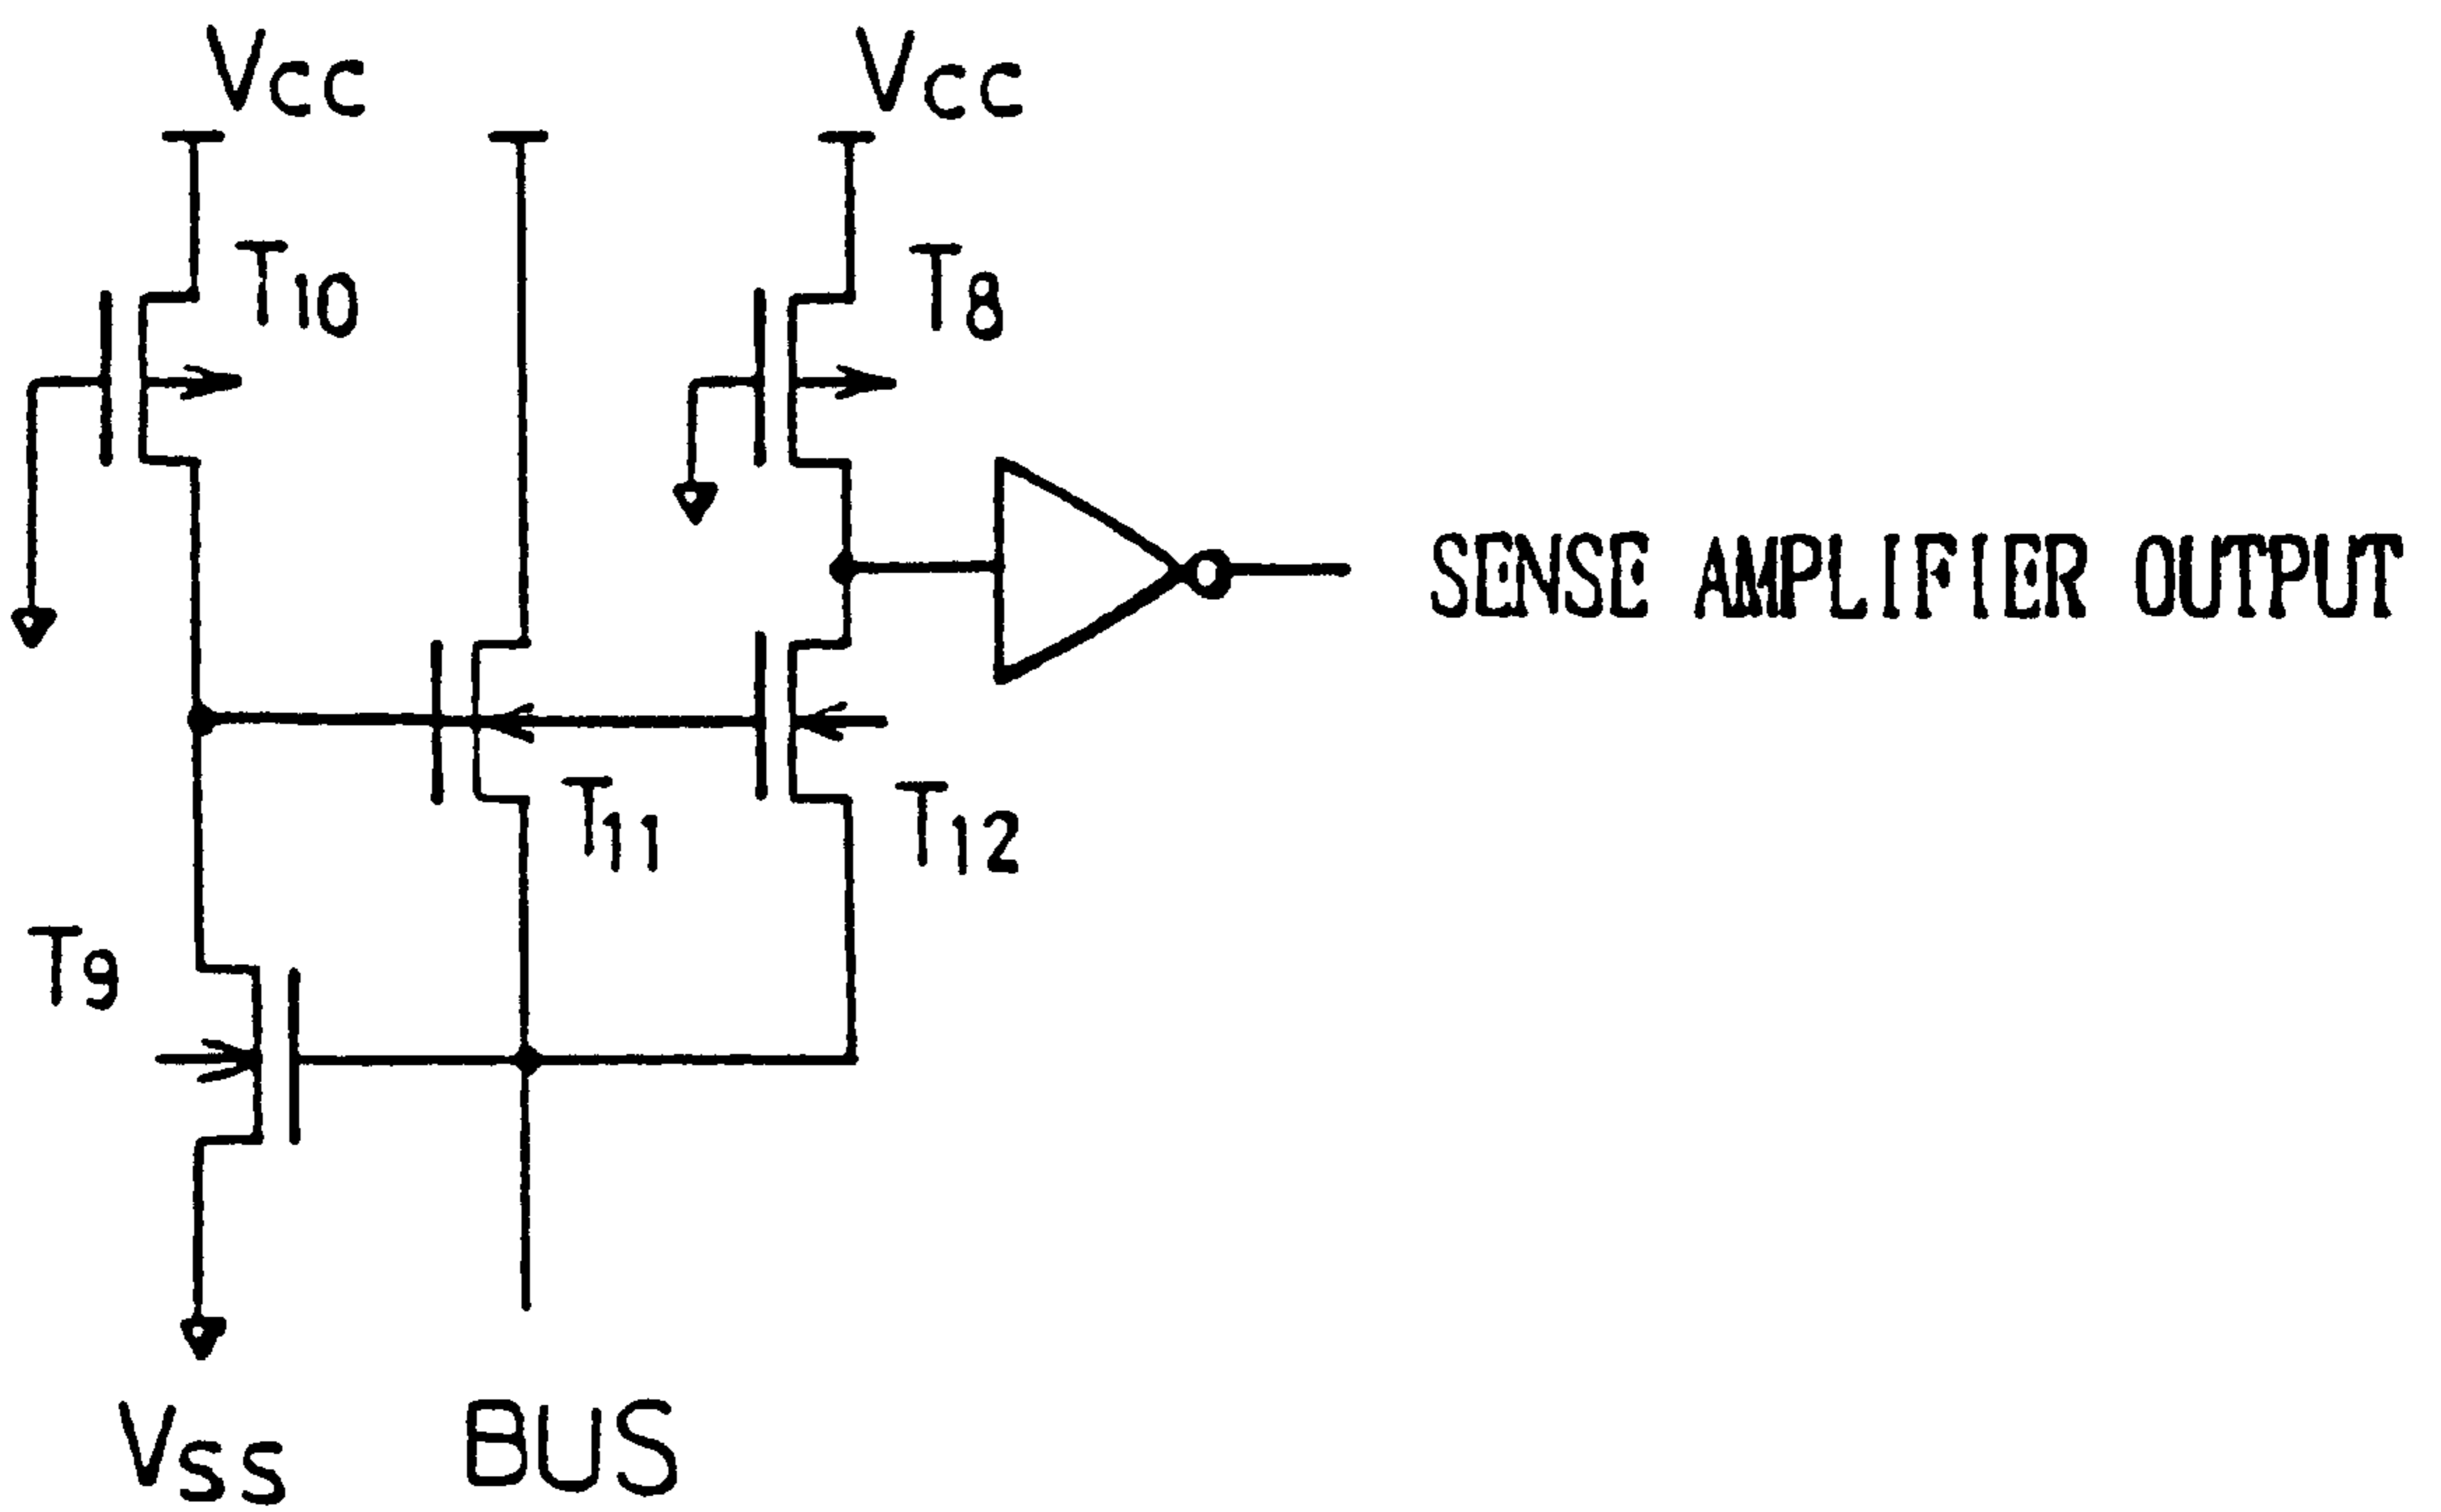 Vcc
Vcc
T10
T8
SENSE AMPLIFIER OUTPUT
T11
T12
T9
Vss
BUS